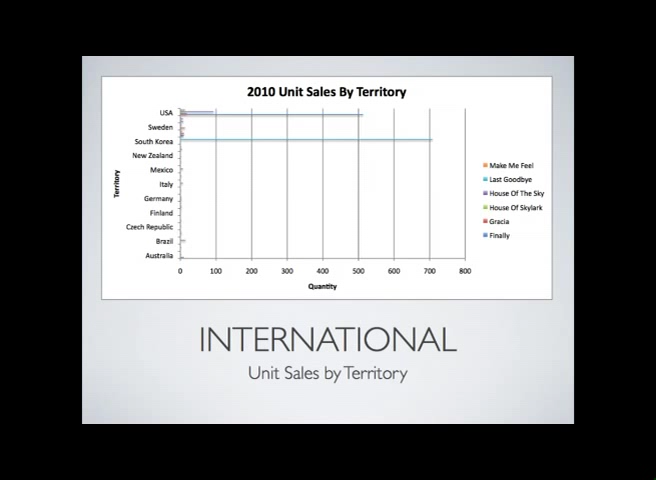 2010 Unit Sales By Territory
Territory
USA
Sweden
South Korea
New Zealand
Mexico
Italy
Germany
Finland
Czech Republic
Brazil
Australia
0 100 200 300 400 500 600 700 800
Quantity
Make Me Feel
Last Goodbye
House Of The Sky
House Of Skylark
Gracia
Finally
INTERNATIONAL
Unit Sales by Territory